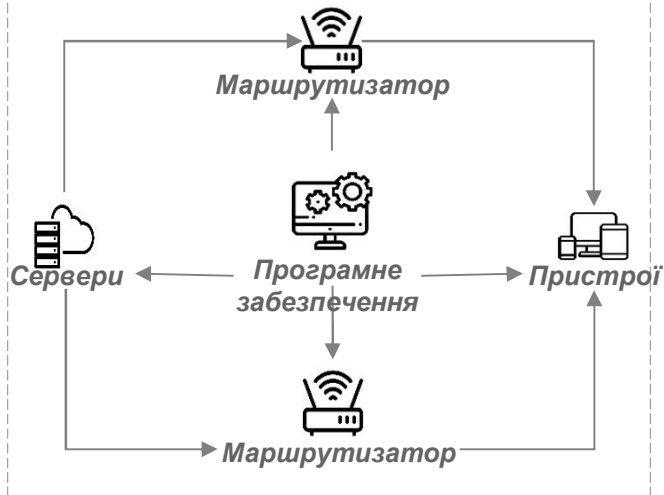 Маршрутизатор
Сервери
Програмне
забезпечення
Пристрої
Маршрутизатор